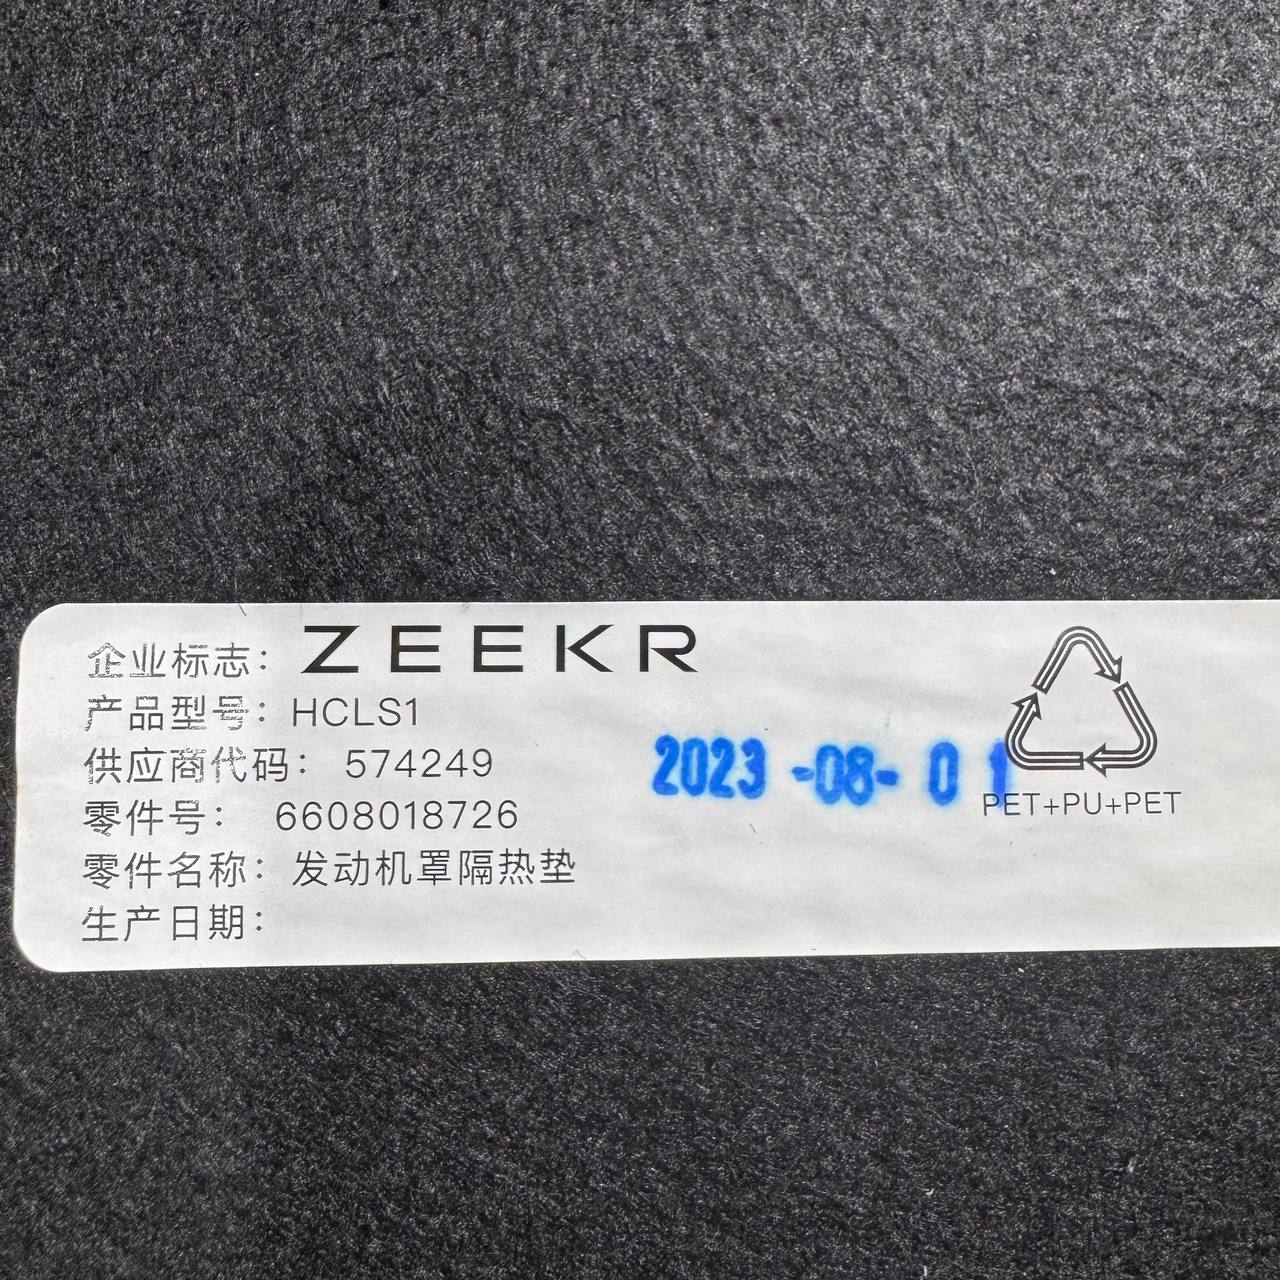 企业标志: ZEEKR
产品型号: HCLS1
供应商代码: 574249
2023-08-01
零件号: 6608018726
PET+PU+PET
零件名称: 发动机罩隔热垫
生产日期: